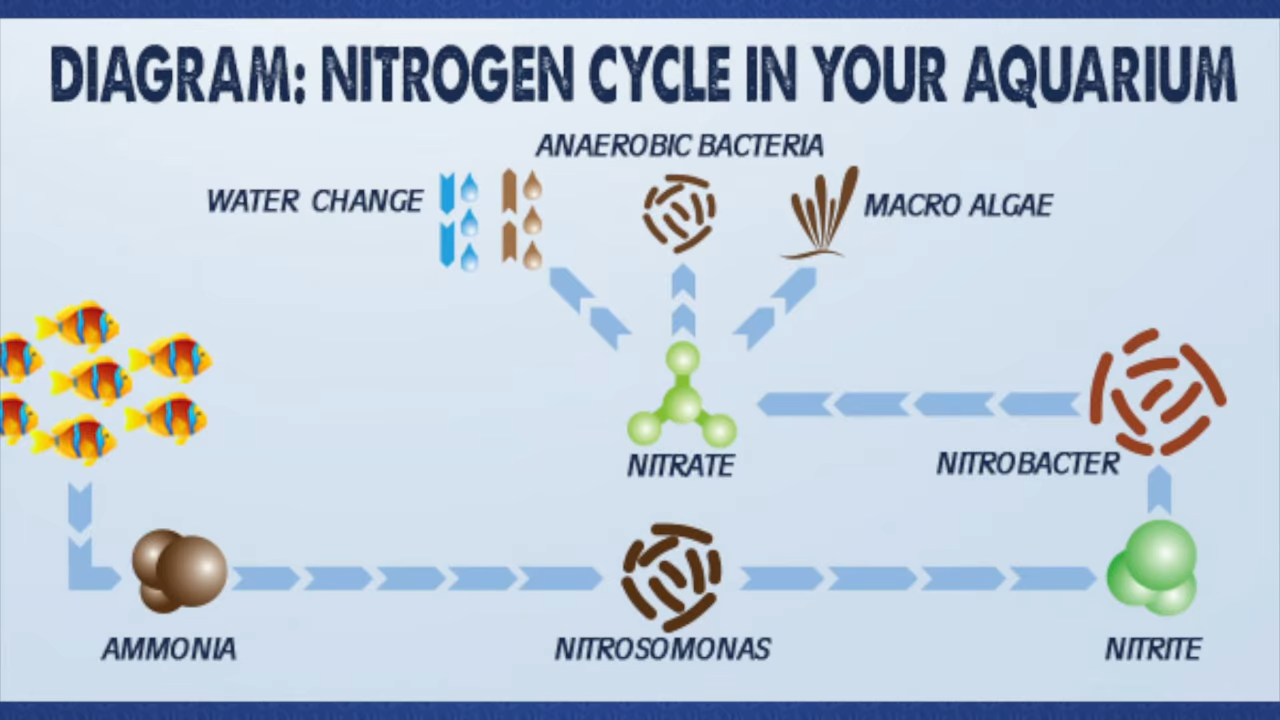 DIAGRAM: NITROGEN CYCLE IN YOUR AQUARIUM
ANAEROBIC BACTERIA
WATER CHANGE
MACRO ALGAE
NITRATE
NITROBACTER
AMMONIA
NITROSOMONAS
NITRITE